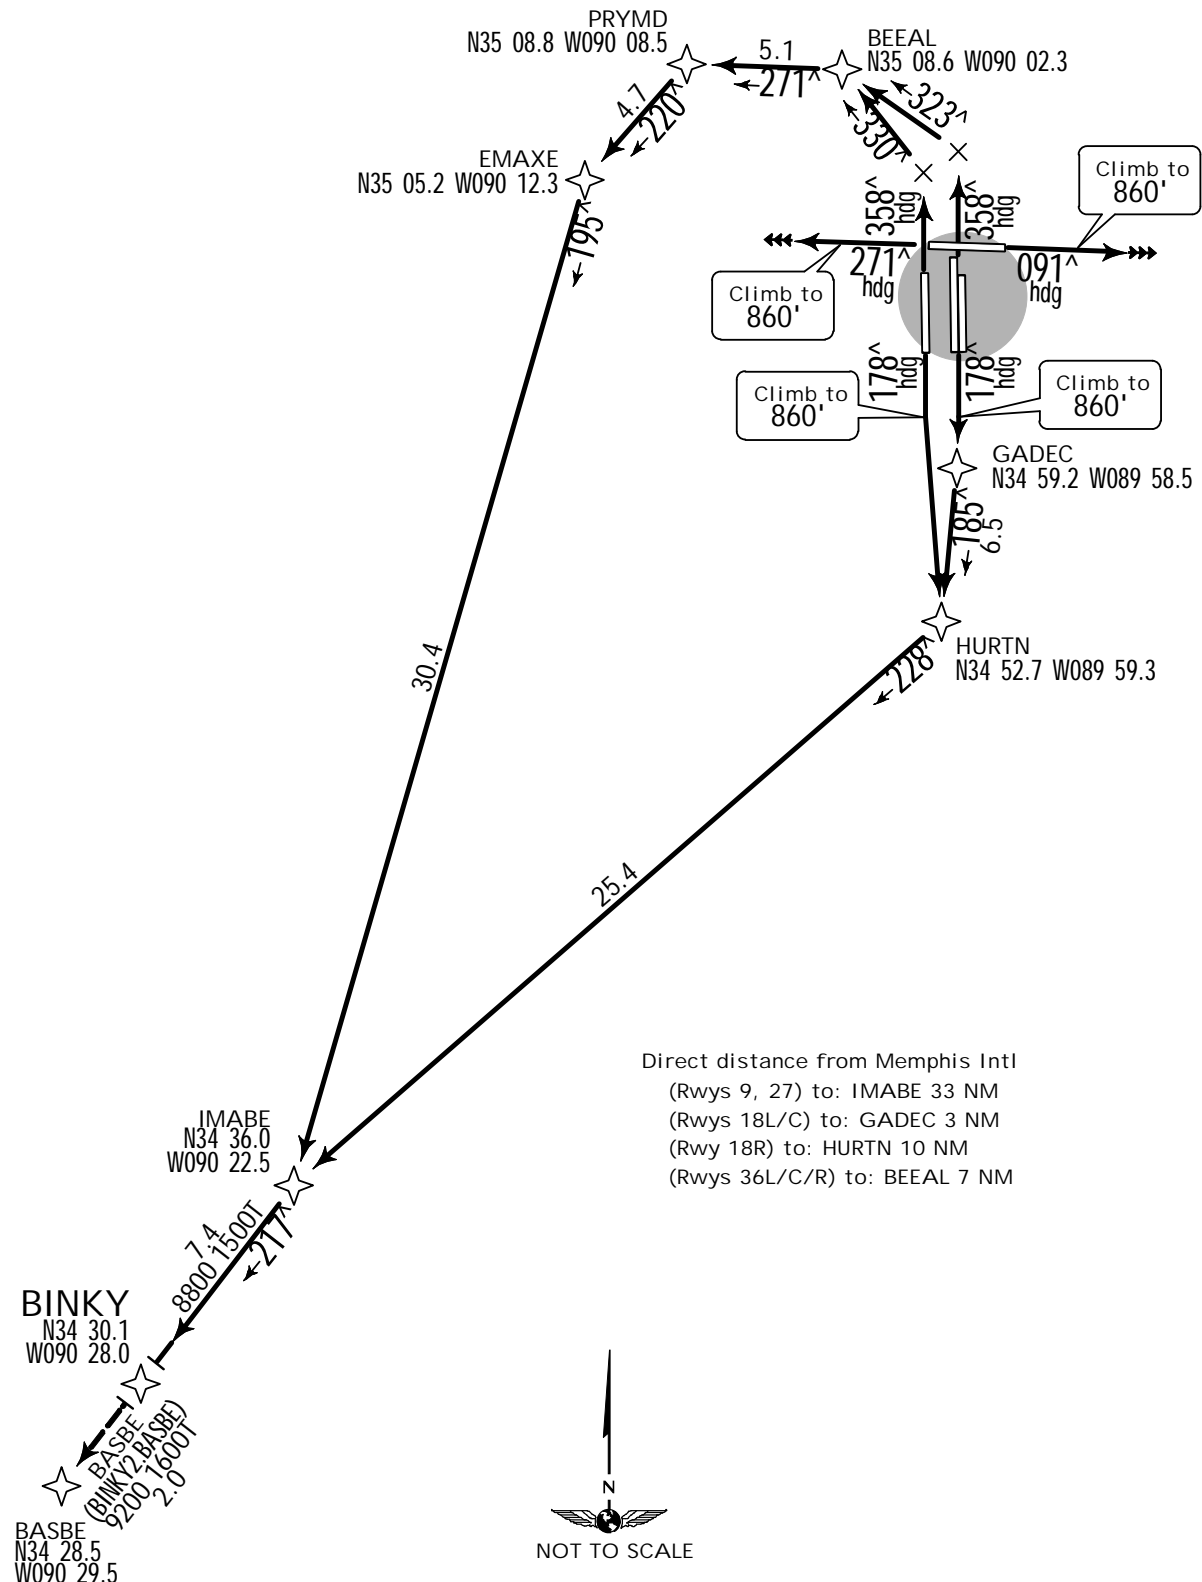 PRYMD
N35 08.8 W090 08.5
BEEAL
N35 08.6 W090 02.3
5.1
271^
4.7
220^
323^
330^
EMAXE
N35 05.2 W090 12.3
195^
358^
hdg
358^
hdg
Climb to
860'
271^
hdg
091^
hdg
Climb to
860'
178^
hdg
178^
hdg
Climb to
860'
Climb to
860'
GADEC
N34 59.2 W089 58.5
185^
6.5
HURTN
N34 52.7 W089 59.3
228^
30.4
25.4
Direct distance from Memphis Intl
(Rwys 9, 27) to: IMABE 33 NM
(Rwys 18L/C) to: GADEC 3 NM
(Rwy 18R) to: HURTN 10 NM
(Rwys 36L/C/R) to: BEEAL 7 NM
IMABE
N34 36.0
W090 22.5
7.4
8800 1500T
217^
BINKY
N34 30.1
W090 28.0
BASBE
(BINKY2.BASBE)
9200 1600T
2.0
BASBE
N34 28.5
W090 29.5
N
NOT TO SCALE